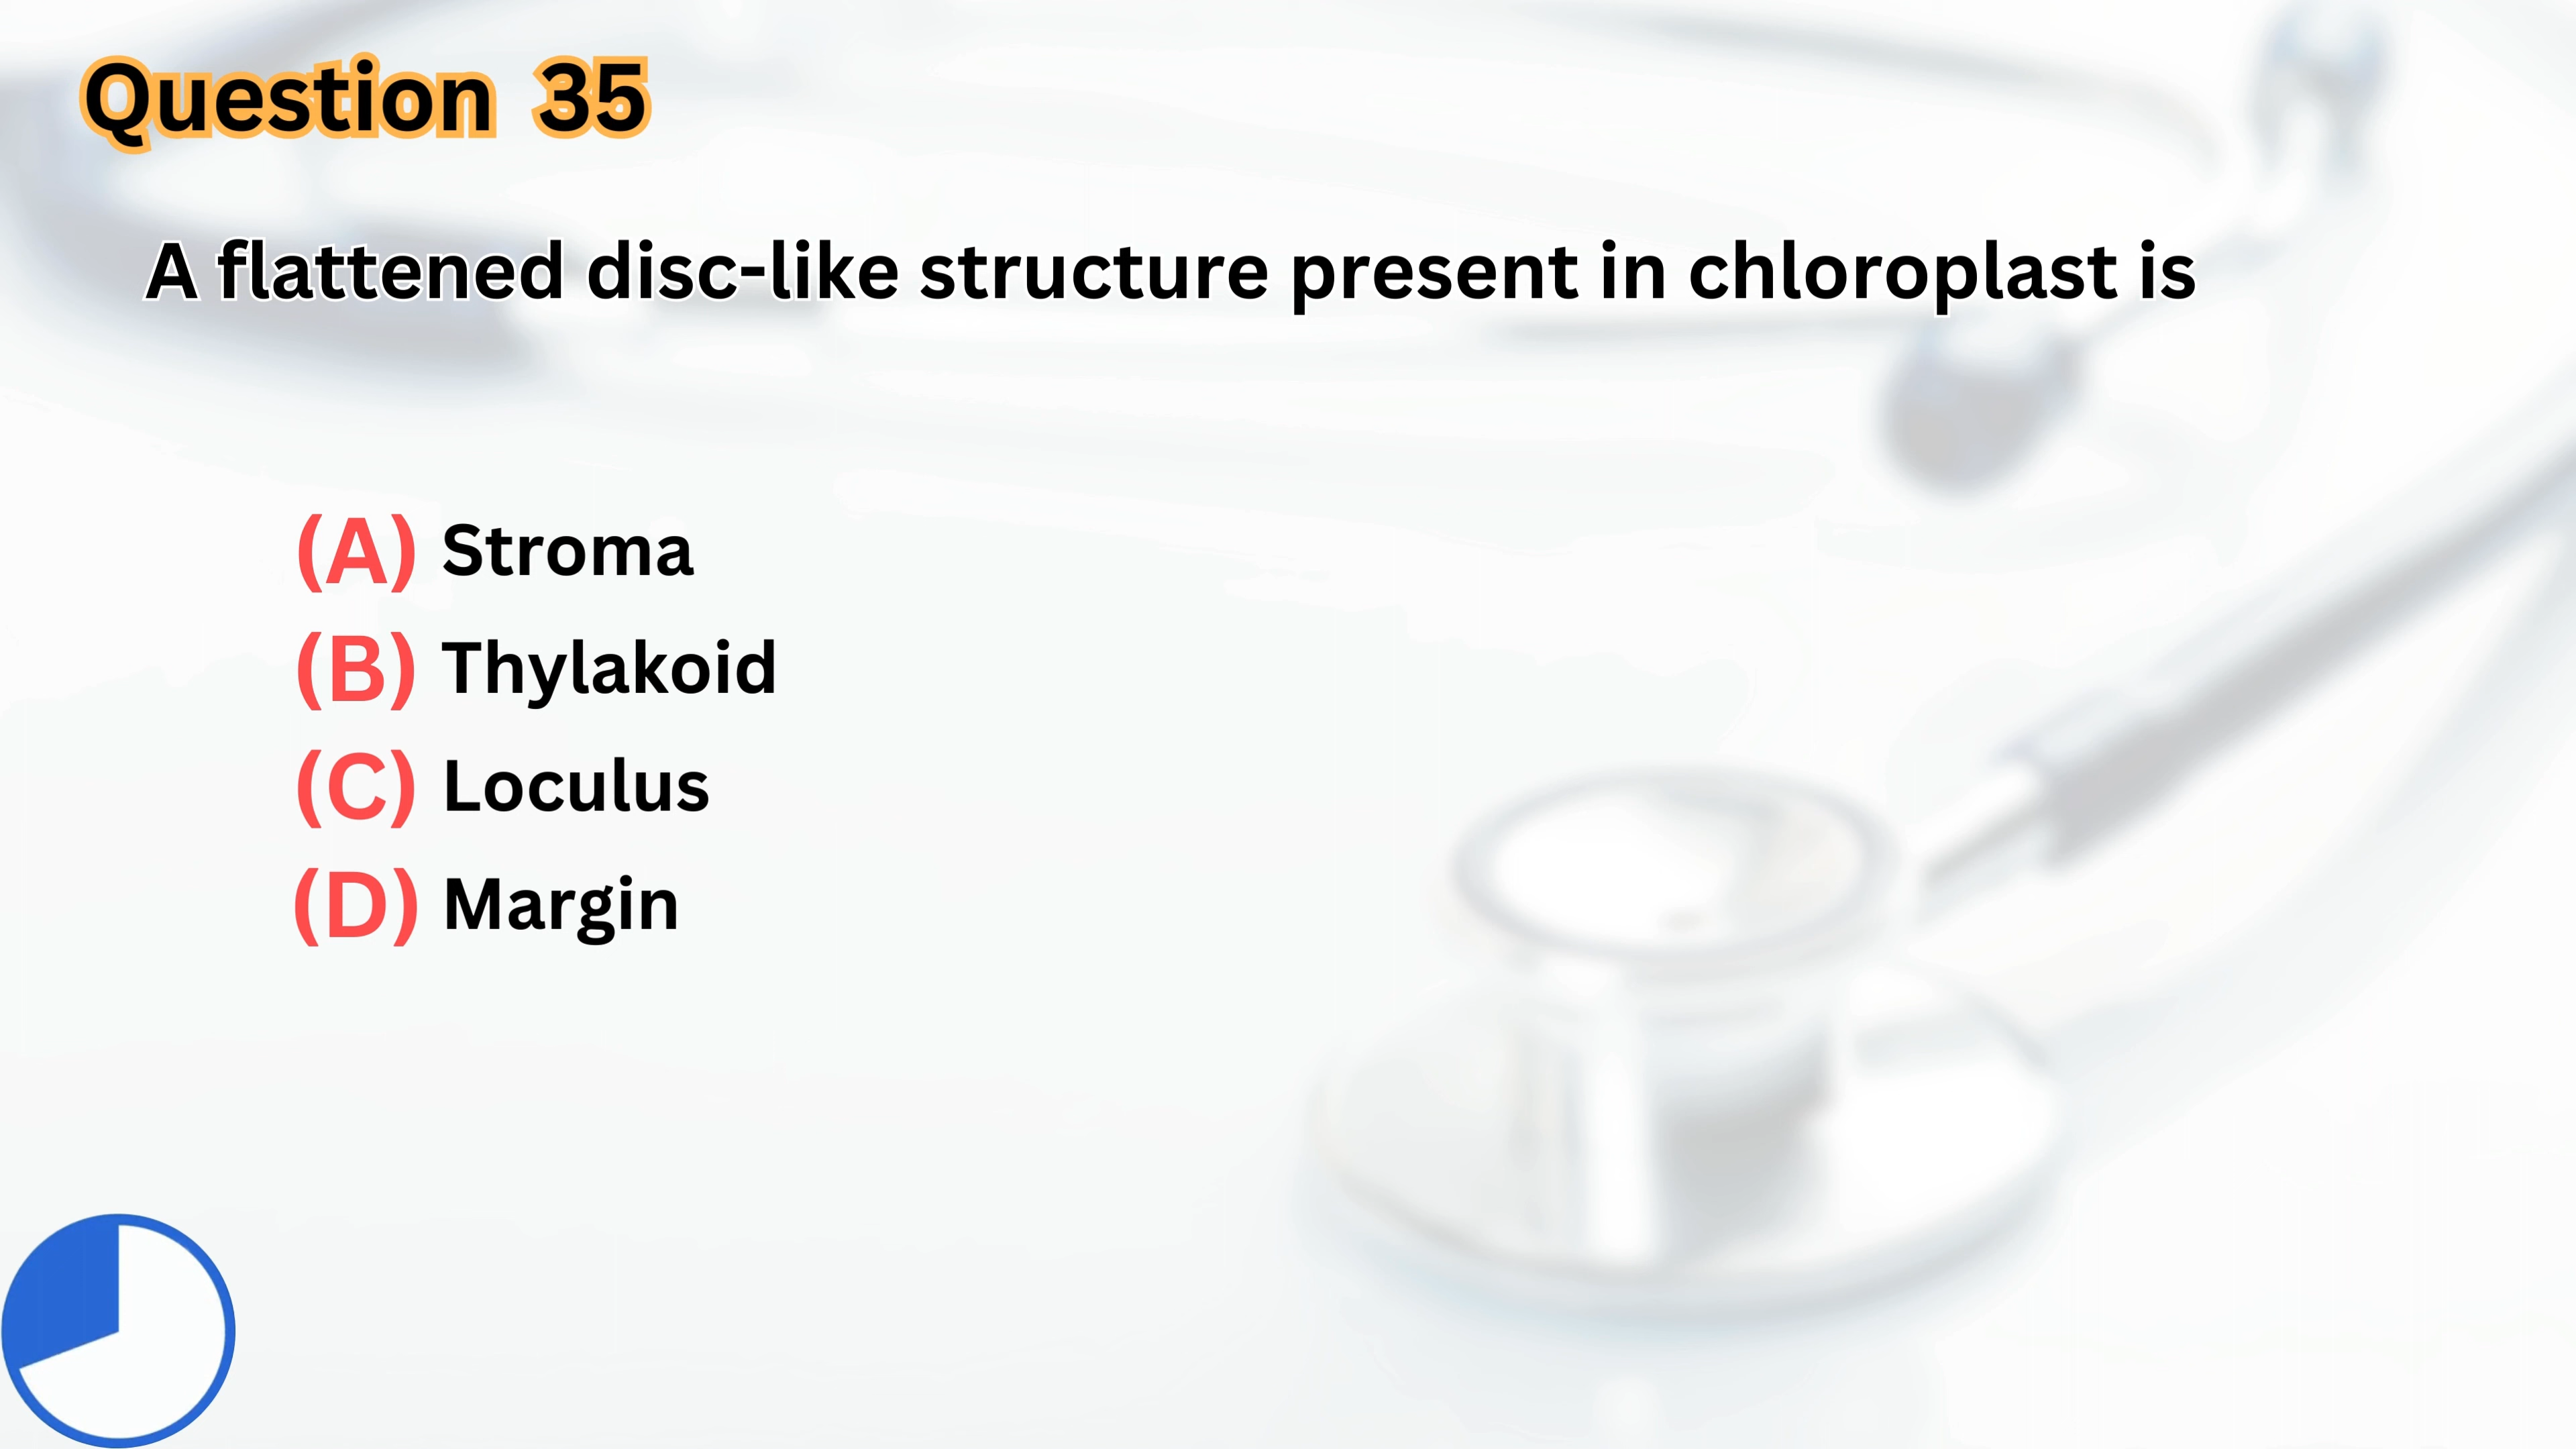 Question 35
A flattened disc-like structure present in chloroplast is
(A) Stroma
(B) Thylakoid
(C) Loculus
(D) Margin